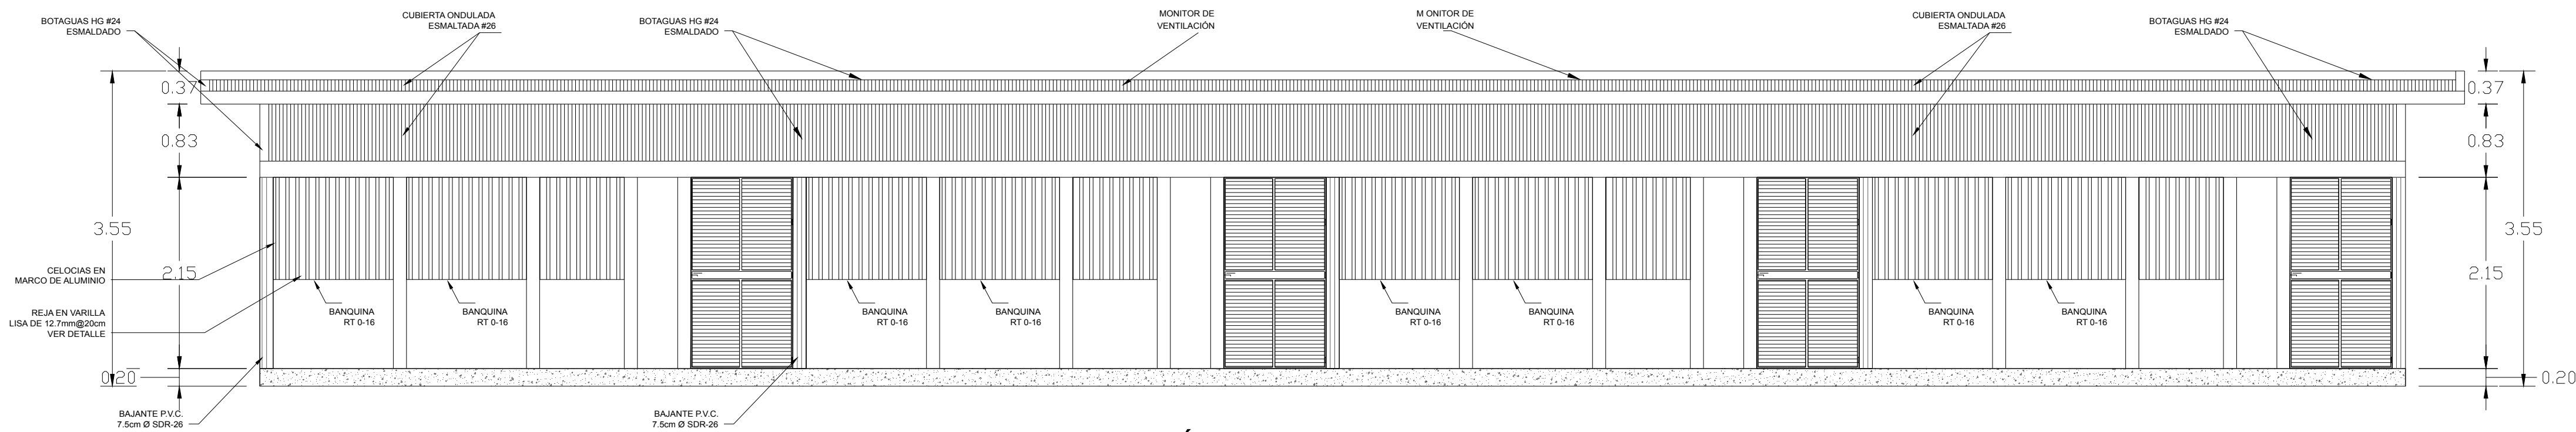 BOTAGUAS HG #24
ESMALDADO
CUBIERTA ONDULADA
ESMALTADA #26
BOTAGUAS HG #24
ESMALDADO
MONITOR DE
VENTILACIÓN
M ONITOR DE
VENTILACIÓN
CUBIERTA ONDULADA
ESMALTADA #26
BOTAGUAS HG #24
ESMALDADO
0.37
0.37
0.83
0.83
3.55
3.55
2.15
2.15
CELOCIAS EN
MARCO DE ALUMINIO
REJA EN VARILLA
LISA DE 12.7mm@20cm
VER DETALLE
BANQUINA
RT 0-16
BANQUINA
RT 0-16
BANQUINA
RT 0-16
BANQUINA
RT 0-16
BANQUINA
RT 0-16
BANQUINA
RT 0-16
BANQUINA
RT 0-16
BANQUINA
RT 0-16
0.20
0.20
BAJANTE P.V.C.
7.5cm Ø SDR-26
BAJANTE P.V.C.
7.5cm Ø SDR-26